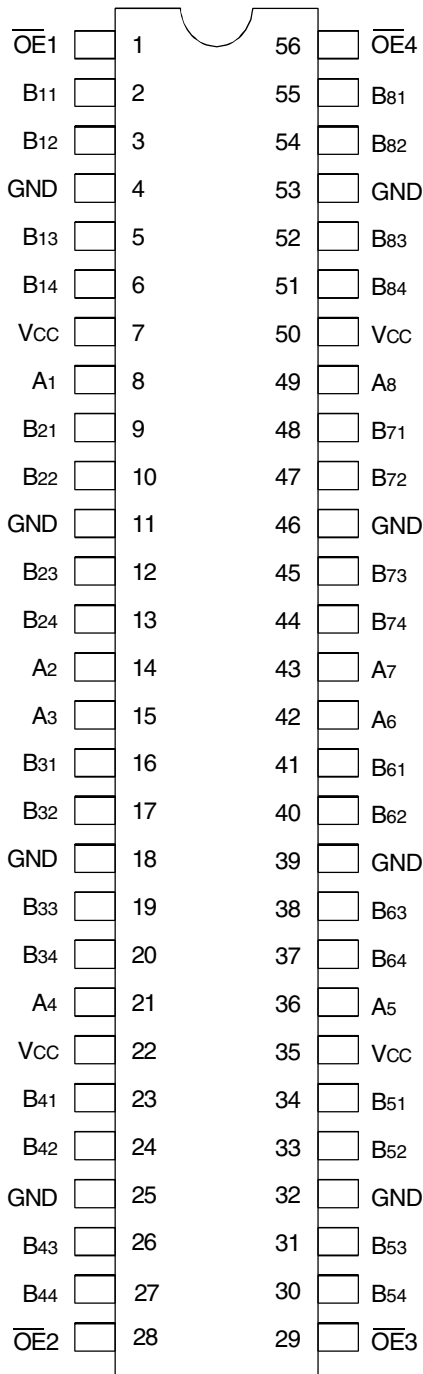 OE1 1 56 OE4
B11 2 55 B81
B12 3 54 B82
GND 4 53 GND
B13 5 52 B83
B14 6 51 B84
VCC 7 50 VCC
A1 8 49 A8
B21 9 48 B71
B22 10 47 B72
GND 11 46 GND
B23 12 45 B73
B24 13 44 B74
A2 14 43 A7
A3 15 42 A6
B31 16 41 B61
B32 17 40 B62
GND 18 39 GND
B33 19 38 B63
B34 20 37 B64
A4 21 36 A5
VCC 22 35 VCC
B41 23 34 B51
B42 24 33 B52
GND 25 32 GND
B43 26 31 B53
B44 27 30 B54
OE2 28 29 OE3